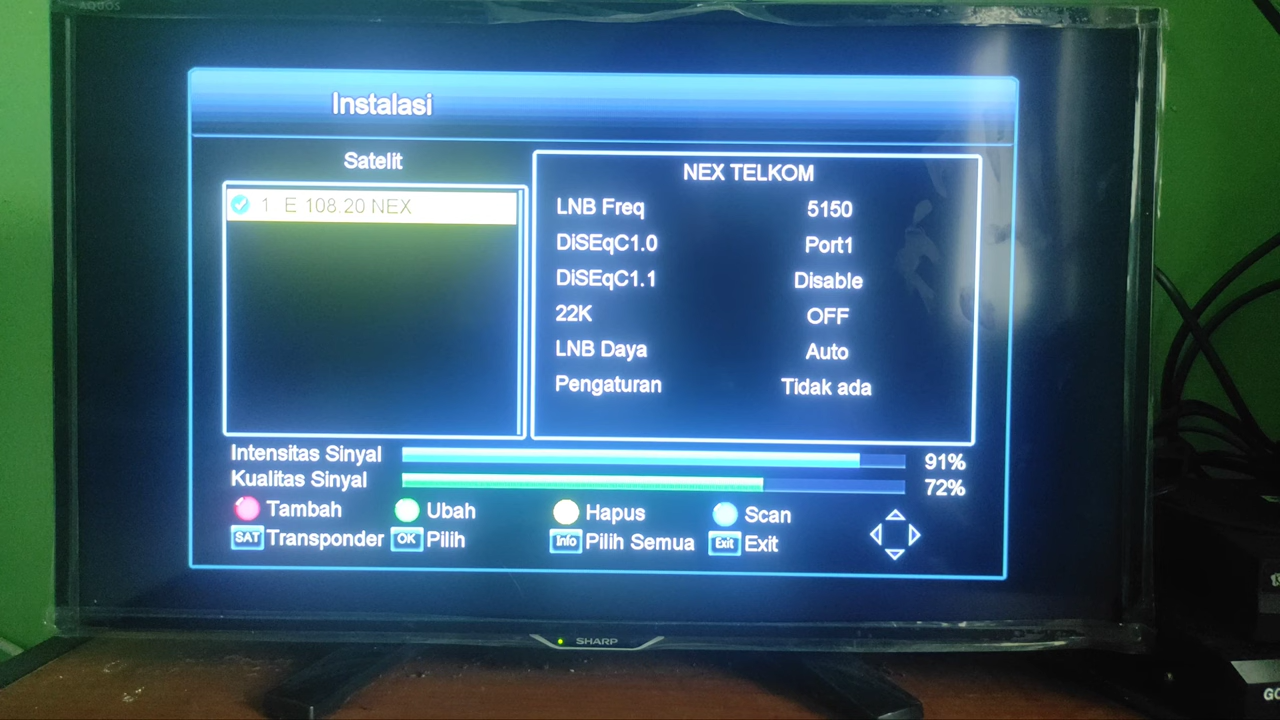 AQUOS
Instalasi
Satelit
1 E 108.20 NEX
NEX TELKOM
LNB Freq 5150
DiSEqC1.0 Port1
DiSEqC1.1 Disable
22K OFF
LNB Daya Auto
Pengaturan Tidak ada
Intensitas Sinyal 91%
Kualitas Sinyal 72%
Tambah Ubah Hapus Scan
SAT Transponder OK Pilih Info Pilih Semua Exit Exit
SHARP